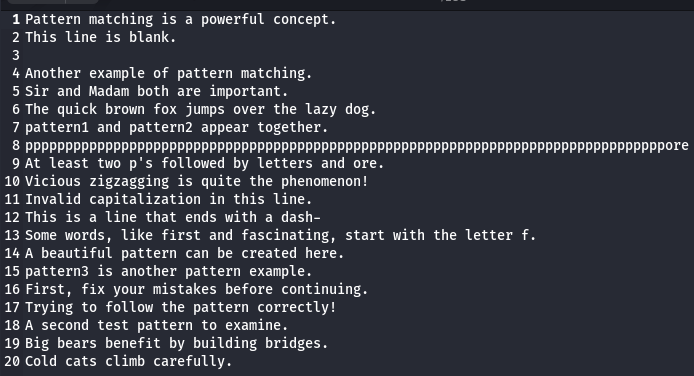 1 Pattern matching is a powerful concept.
2 This line is blank.
3
4 Another example of pattern matching.
5 Sir and Madam both are important.
6 The quick brown fox jumps over the lazy dog.
7 pattern1 and pattern2 appear together.
8 ppppppppppppppppppppppppppppppppppppppppppppppppppppppppppppppppppppppppppppppppore
9 At least two p's followed by letters and ore.
10 Vicious zigzagging is quite the phenomenon!
11 Invalid capitalization in this line.
12 This is a line that ends with a dash-
13 Some words, like first and fascinating, start with the letter f.
14 A beautiful pattern can be created here.
15 pattern3 is another pattern example.
16 First, fix your mistakes before continuing.
17 Trying to follow the pattern correctly!
18 A second test pattern to examine.
19 Big bears benefit by building bridges.
20 Cold cats climb carefully.